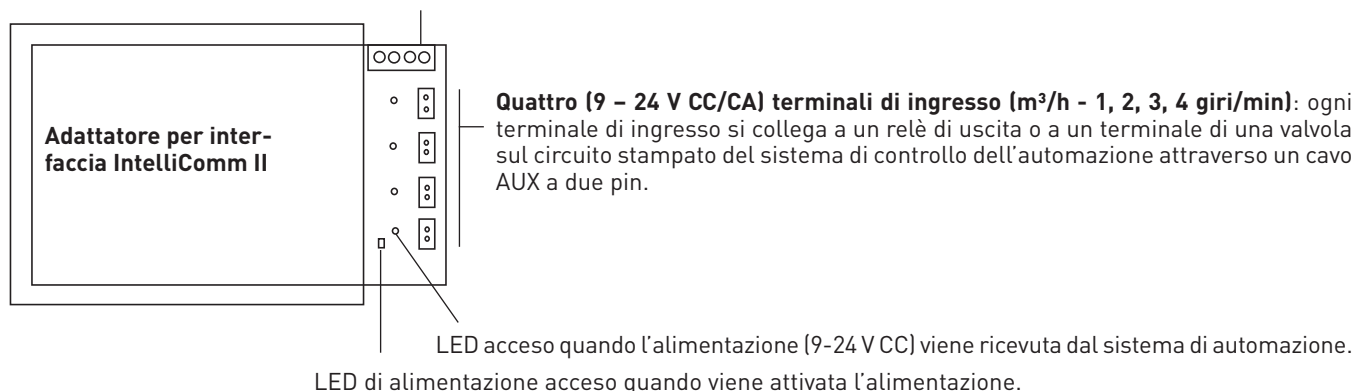 Adattatore per inter-
faccia IntelliComm II
Quattro (9 – 24 V CC/CA) terminali di ingresso (m³/h - 1, 2, 3, 4 giri/min): ogni
terminale di ingresso si collega a un relè di uscita o a un terminale di una valvola
sul circuito stampato del sistema di controllo dell'automazione attraverso un cavo
AUX a due pin.
LED acceso quando l'alimentazione (9-24 V CC) viene ricevuta dal sistema di automazione.
LED di alimentazione acceso quando viene attivata l'alimentazione.